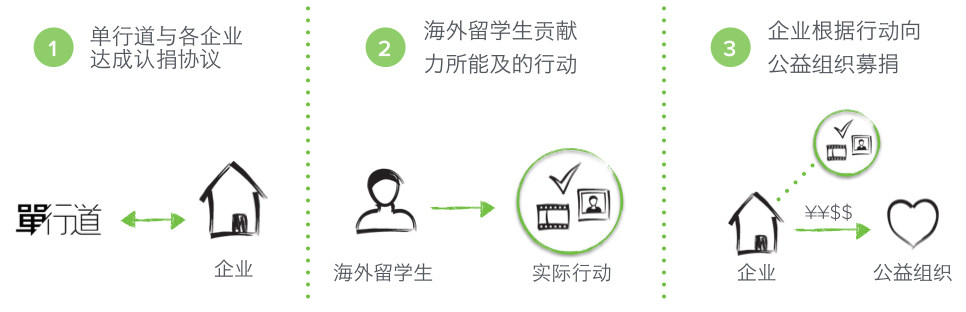 1
单行道与各企业
达成认捐协议
單行道
企业
2
海外留学生贡献
力所能及的行动
海外留学生
实际行动
3
企业根据行动向
公益组织募捐
¥¥$$
企业
公益组织